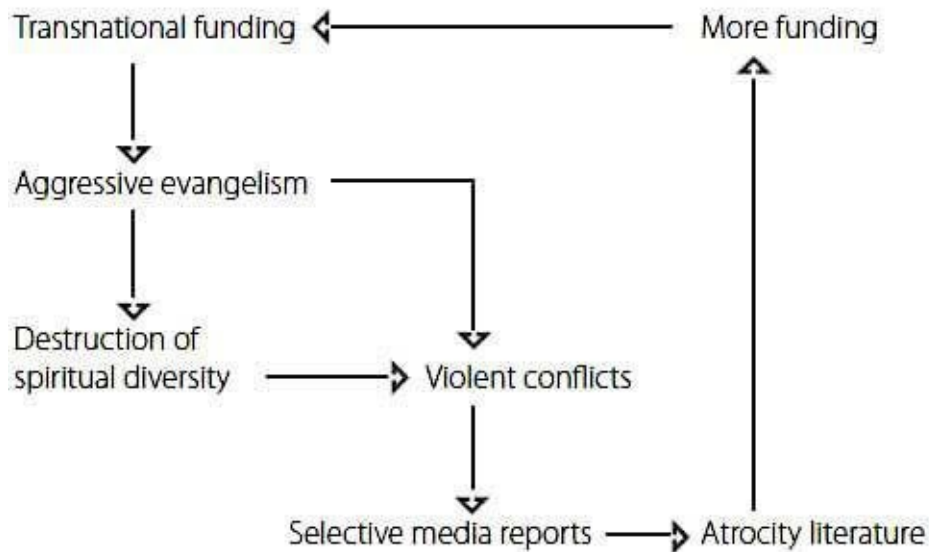 Transnational funding
More funding
Aggressive evangelism
Destruction of
spiritual diversity
Violent conflicts
Selective media reports
Atrocity literature